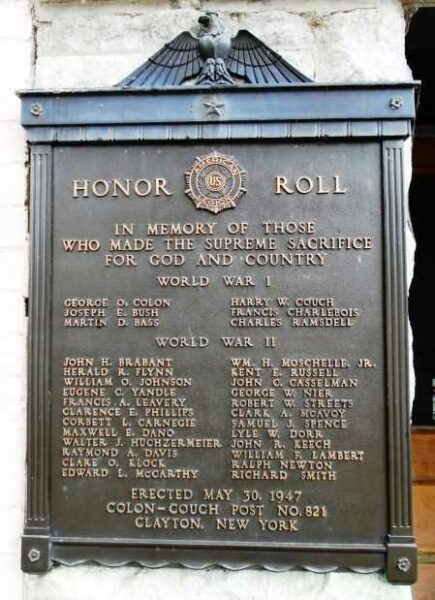 HONOR ROLL
AMERICAN
US
LEGION
IN MEMORY OF THOSE
WHO MADE THE SUPREME SACRIFICE
FOR GOD AND COUNTRY
WORLD WAR I
GEORGE O. COLON
JOSEPH E. BUSH
MARTIN D. BASS
HARRY W. COUCH
FRANCIS CHARLEBOIS
CHARLES RAMSDELL
WORLD WAR II
JOHN H. BRABANT
HERALD R. FLYNN
WILLIAM O. JOHNSON
EUGENE C. YANDLE
FRANCIS A. LEAVERY
CLARENCE E. PHILLIPS
CORBETT L. CARNEGIE
MAXWELL E. DANO
WALTER J. HUCHZERMEIER
RAYMOND A. DAVIS
CLARE O. KLOCK
EDWARD L. McCARTHY
WM. H. MOSCHELLE, JR.
KENT E. RUSSELL
JOHN C. CASSELMAN
GEORGE W. NIER
ROBERT W. STREETS
CLARK A. McAVOY
SAMUEL J. SPENCE
LYLE W. DORR
JOHN R. KEECH
WILLIAM F. LAMBERT
RALPH NEWTON
RICHARD SMITH
ERECTED MAY 30, 1947
COLON-COUCH POST NO. 821
CLAYTON, NEW YORK